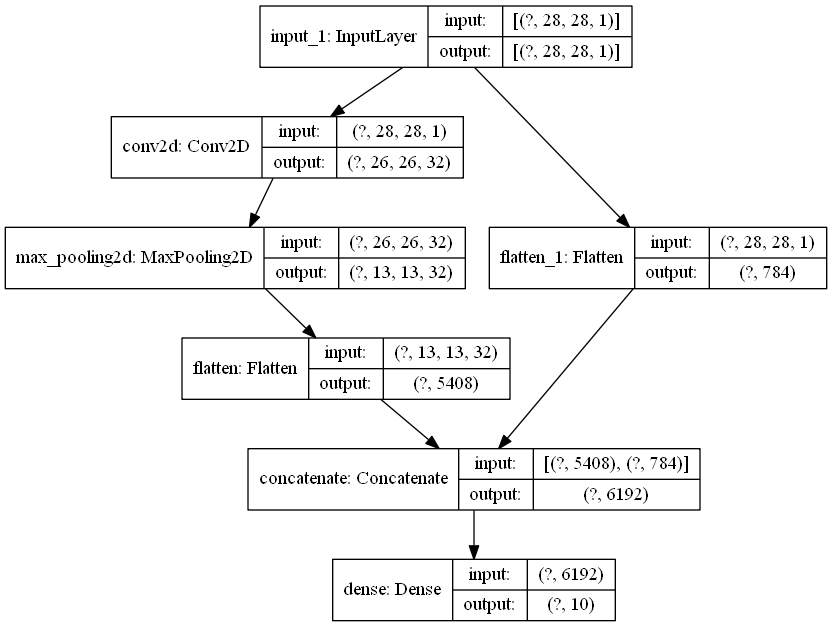 input_1: InputLayer
input: [(?, 28, 28, 1)]
output: [(?, 28, 28, 1)]
conv2d: Conv2D
input: (?, 28, 28, 1)
output: (?, 26, 26, 32)
max_pooling2d: MaxPooling2D
input: (?, 26, 26, 32)
output: (?, 13, 13, 32)
flatten_1: Flatten
input: (?, 28, 28, 1)
output: (?, 784)
flatten: Flatten
input: (?, 13, 13, 32)
output: (?, 5408)
concatenate: Concatenate
input: [(?, 5408), (?, 784)]
output: (?, 6192)
dense: Dense
input: (?, 6192)
output: (?, 10)